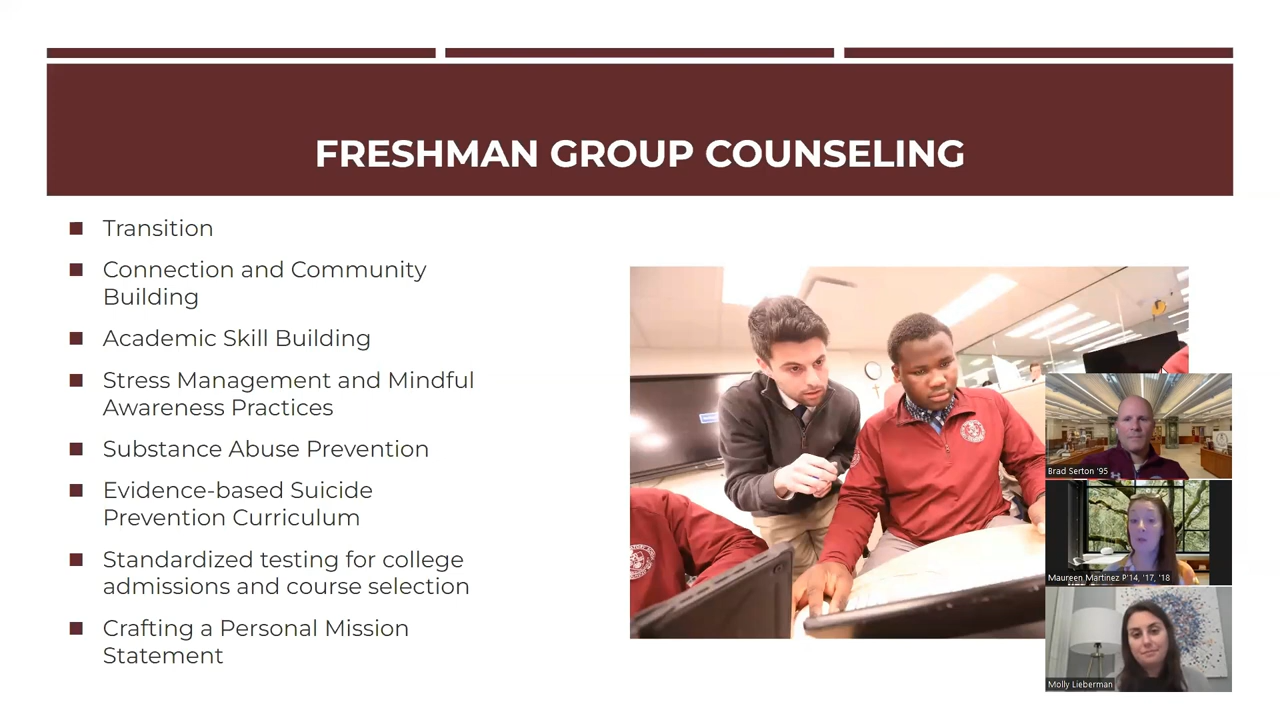 FRESHMAN GROUP COUNSELING
Transition
Connection and Community
Building
Academic Skill Building
Stress Management and Mindful
Awareness Practices
Substance Abuse Prevention
Evidence-based Suicide
Prevention Curriculum
Standardized testing for college
admissions and course selection
Crafting a Personal Mission
Statement
Brad Serton '95
Maureen Martinez P'14, '17, '18
Molly Lieberman